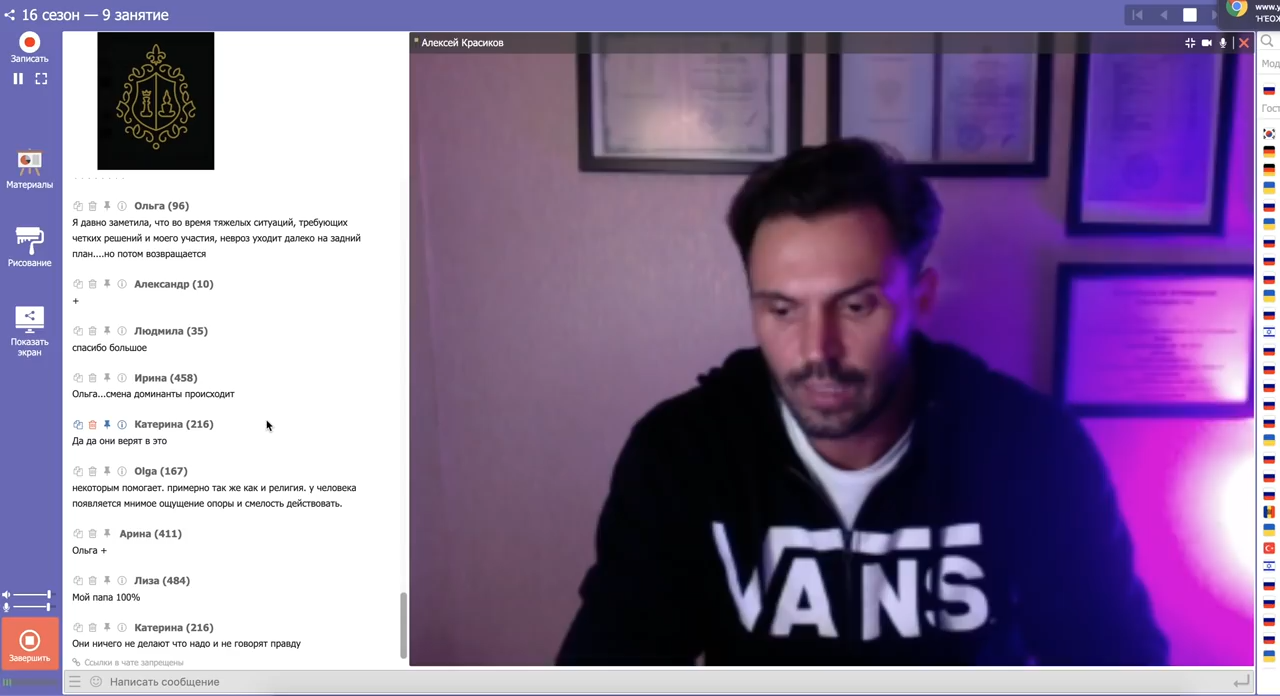 16 сезон — 9 занятие
www.y
Записать
Материалы
Рисование
Показать
экран
Завершить
Ольга (96)
Я давно заметила, что во время тяжелых ситуаций, требующих
четких решений и моего участия, невроз уходит далеко на задний
план....но потом возвращается
Александр (10)
+
Людмила (35)
спасибо большое
Ирина (458)
Ольга...смена доминанты происходит
Катерина (216)
Да да они верят в это
Olga (167)
некоторым помогает. примерно так же как и религия. у человека
появляется мнимое ощущение опоры и смелость действовать.
Арина (411)
Ольга +
Лиза (484)
Мой папа 100%
Катерина (216)
Они ничего не делают что надо и не говорят правду
Ссылки в чате запрещены
Написать сообщение
Алексей Красиков
VANS
Мод
Гост